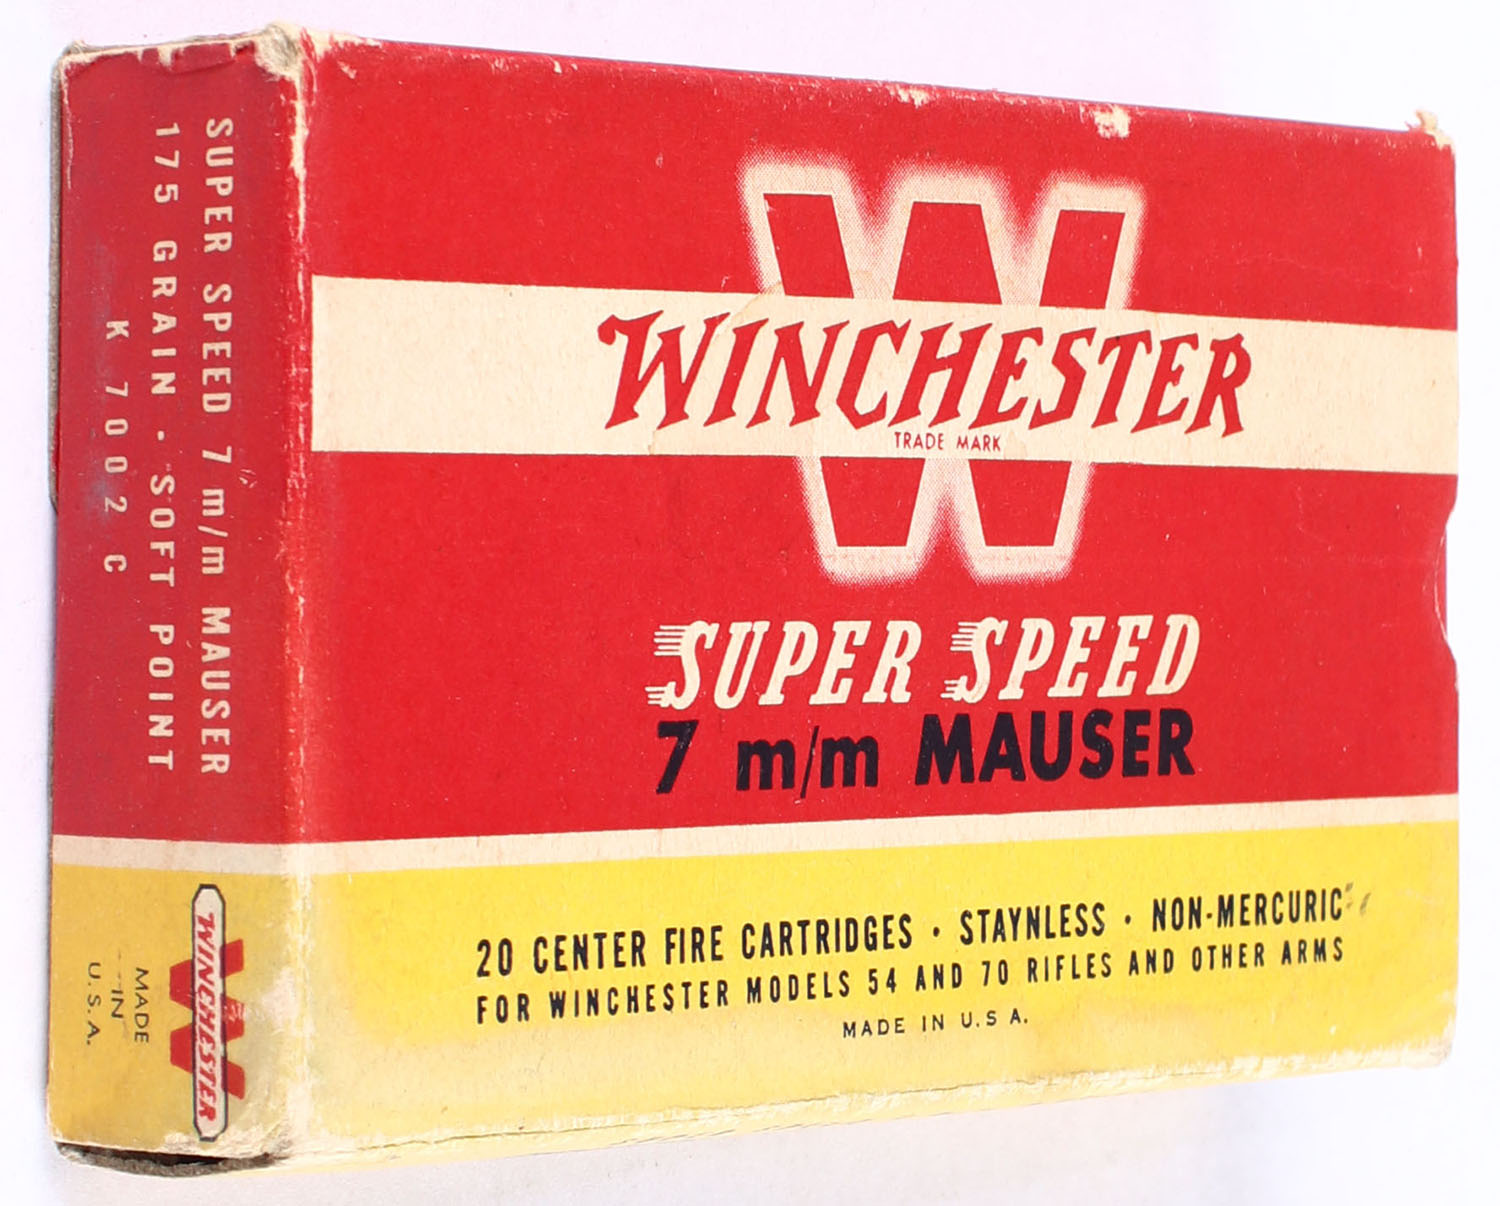 SUPER SPEED 7 m/m MAUSER
175 GRAIN · SOFT POINT
K 7002 C
WINCHESTER
MADE
IN
U.S.A.
W
WINCHESTER
TRADE MARK
SUPER SPEED
7 m/m MAUSER
20 CENTER FIRE CARTRIDGES · STAYNLESS · NON-MERCURIC
FOR WINCHESTER MODELS 54 AND 70 RIFLES AND OTHER ARMS
MADE IN U.S A.